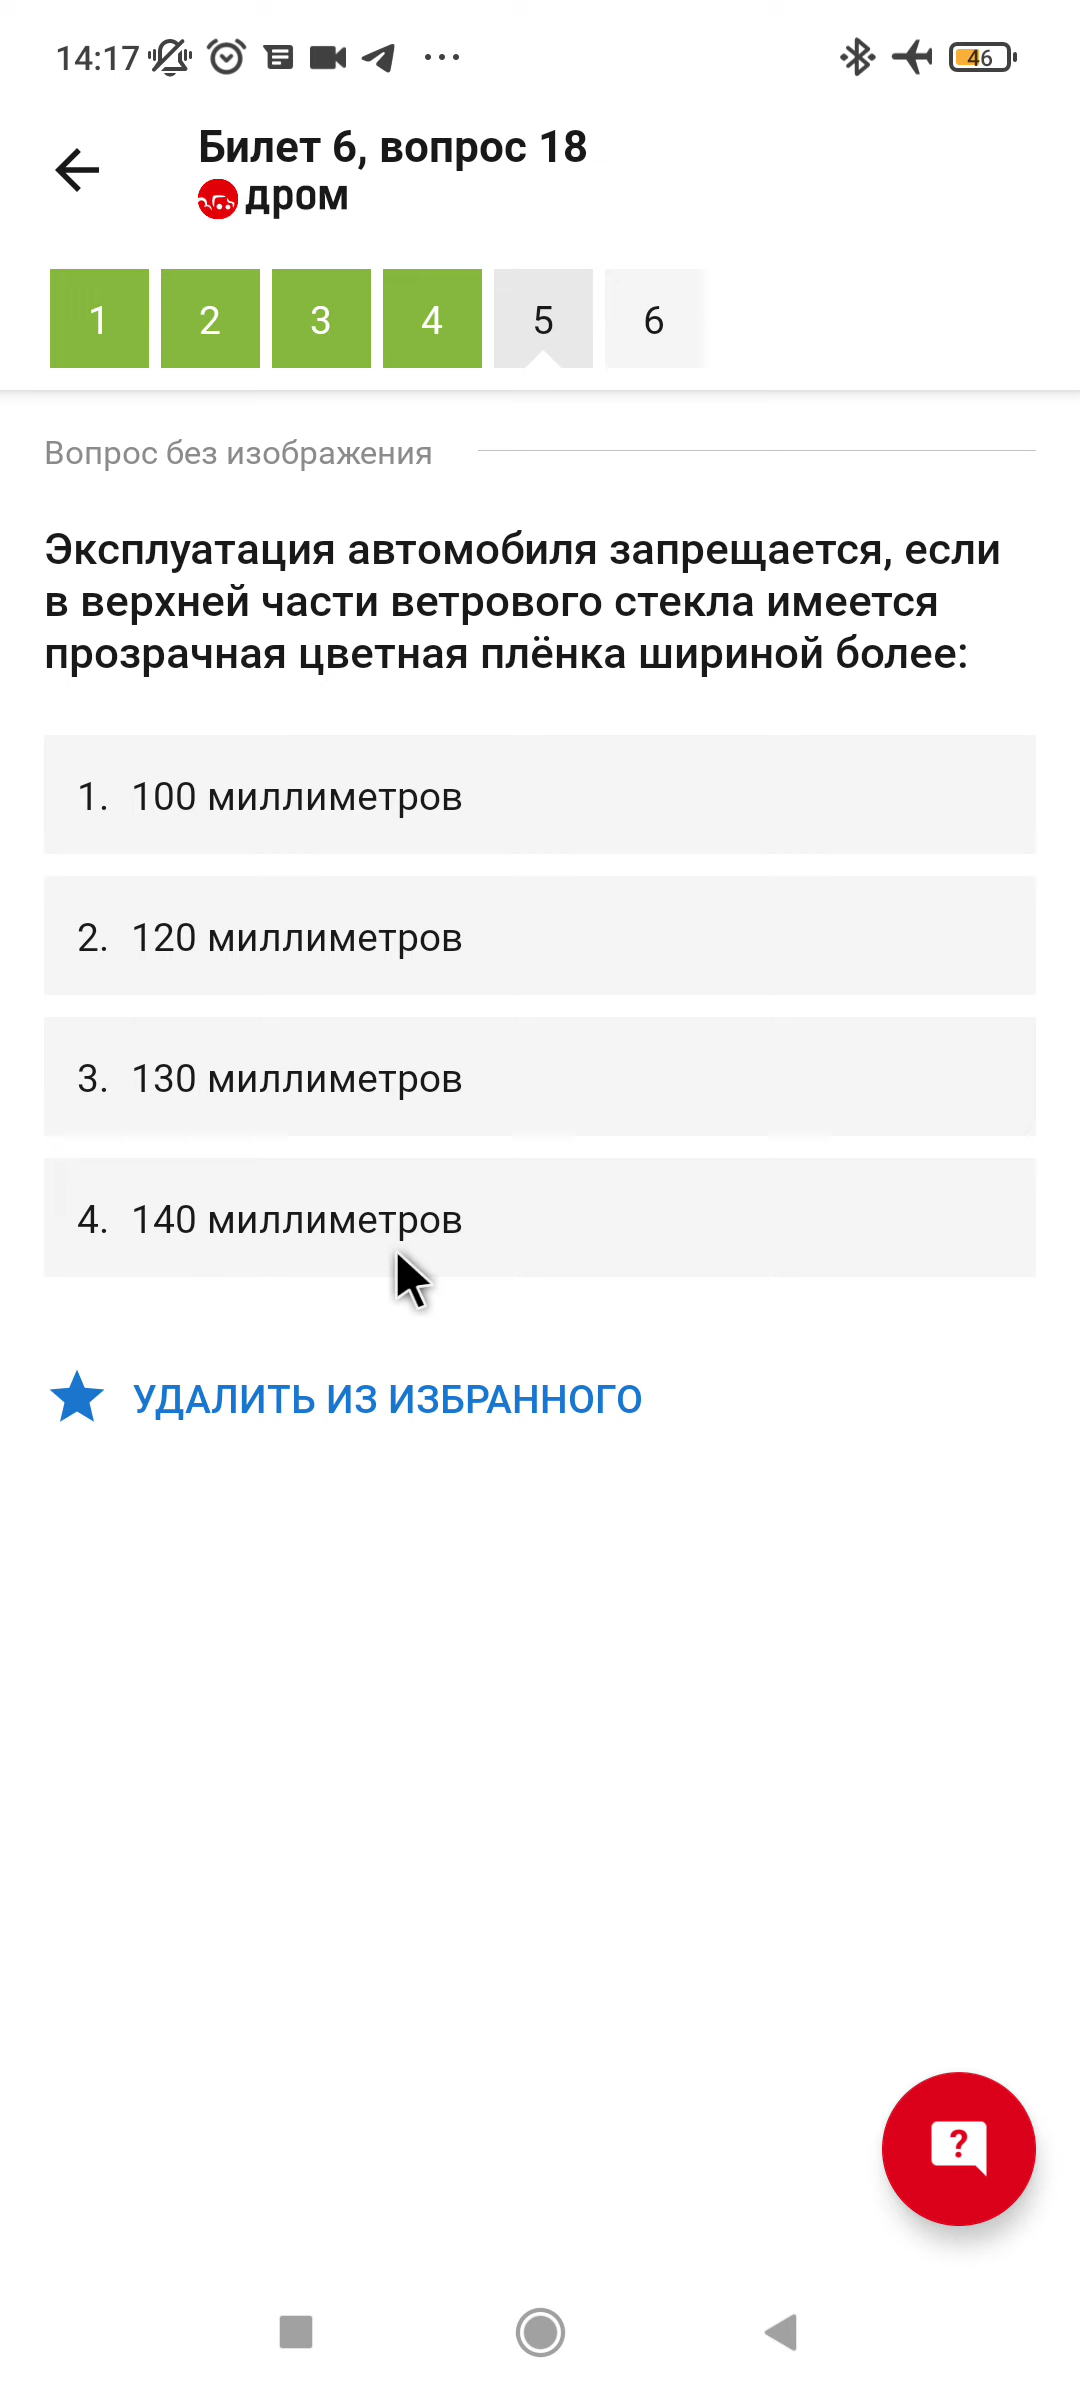 14:17
46
Билет 6, вопрос 18
дром
1 2 3 4 5 6
Вопрос без изображения
Эксплуатация автомобиля запрещается, если
в верхней части ветрового стекла имеется
прозрачная цветная плёнка шириной более:
1. 100 миллиметров
2. 120 миллиметров
3. 130 миллиметров
4. 140 миллиметров
УДАЛИТЬ ИЗ ИЗБРАННОГО
?